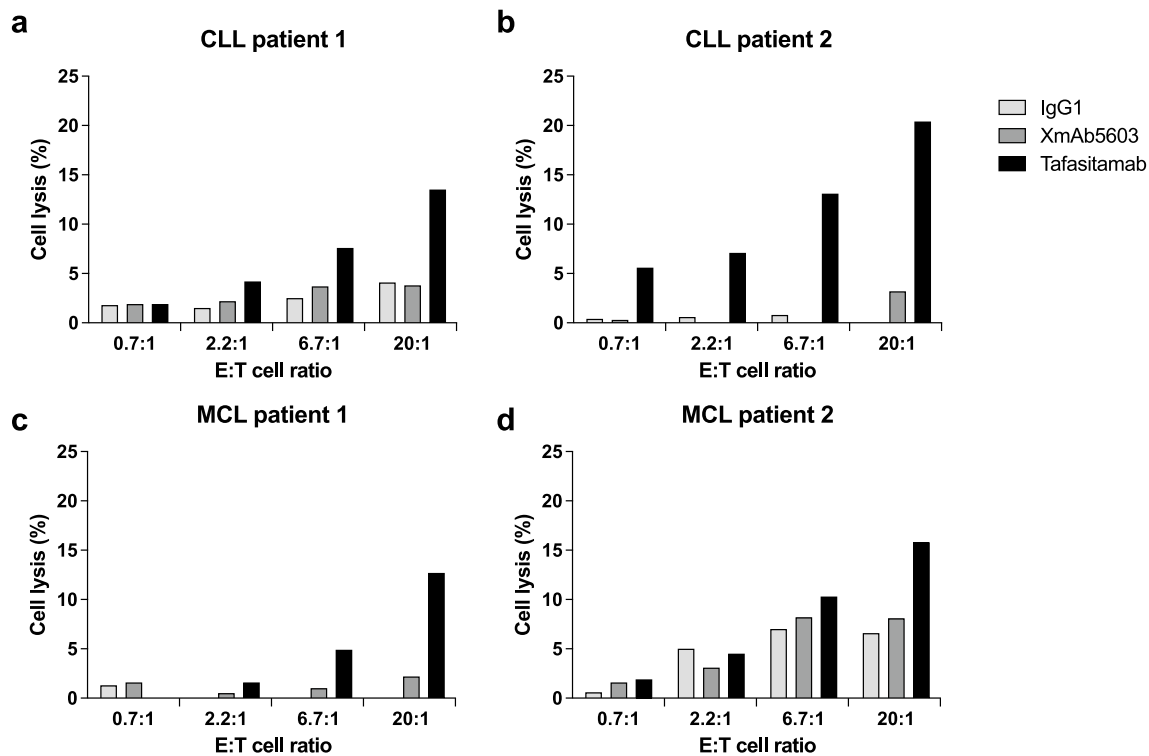 a
CLL patient 1
25
20
15
10
5
0
Cell lysis (%)
0.7:1 2.2:1 6.7:1 20:1
E:T cell ratio
b
CLL patient 2
25
20
15
10
5
0
Cell lysis (%)
0.7:1 2.2:1 6.7:1 20:1
E:T cell ratio
IgG1
XmAb5603
Tafasitamab
c
MCL patient 1
25
20
15
10
5
0
Cell lysis (%)
0.7:1 2.2:1 6.7:1 20:1
E:T cell ratio
d
MCL patient 2
25
20
15
10
5
0
Cell lysis (%)
0.7:1 2.2:1 6.7:1 20:1
E:T cell ratio